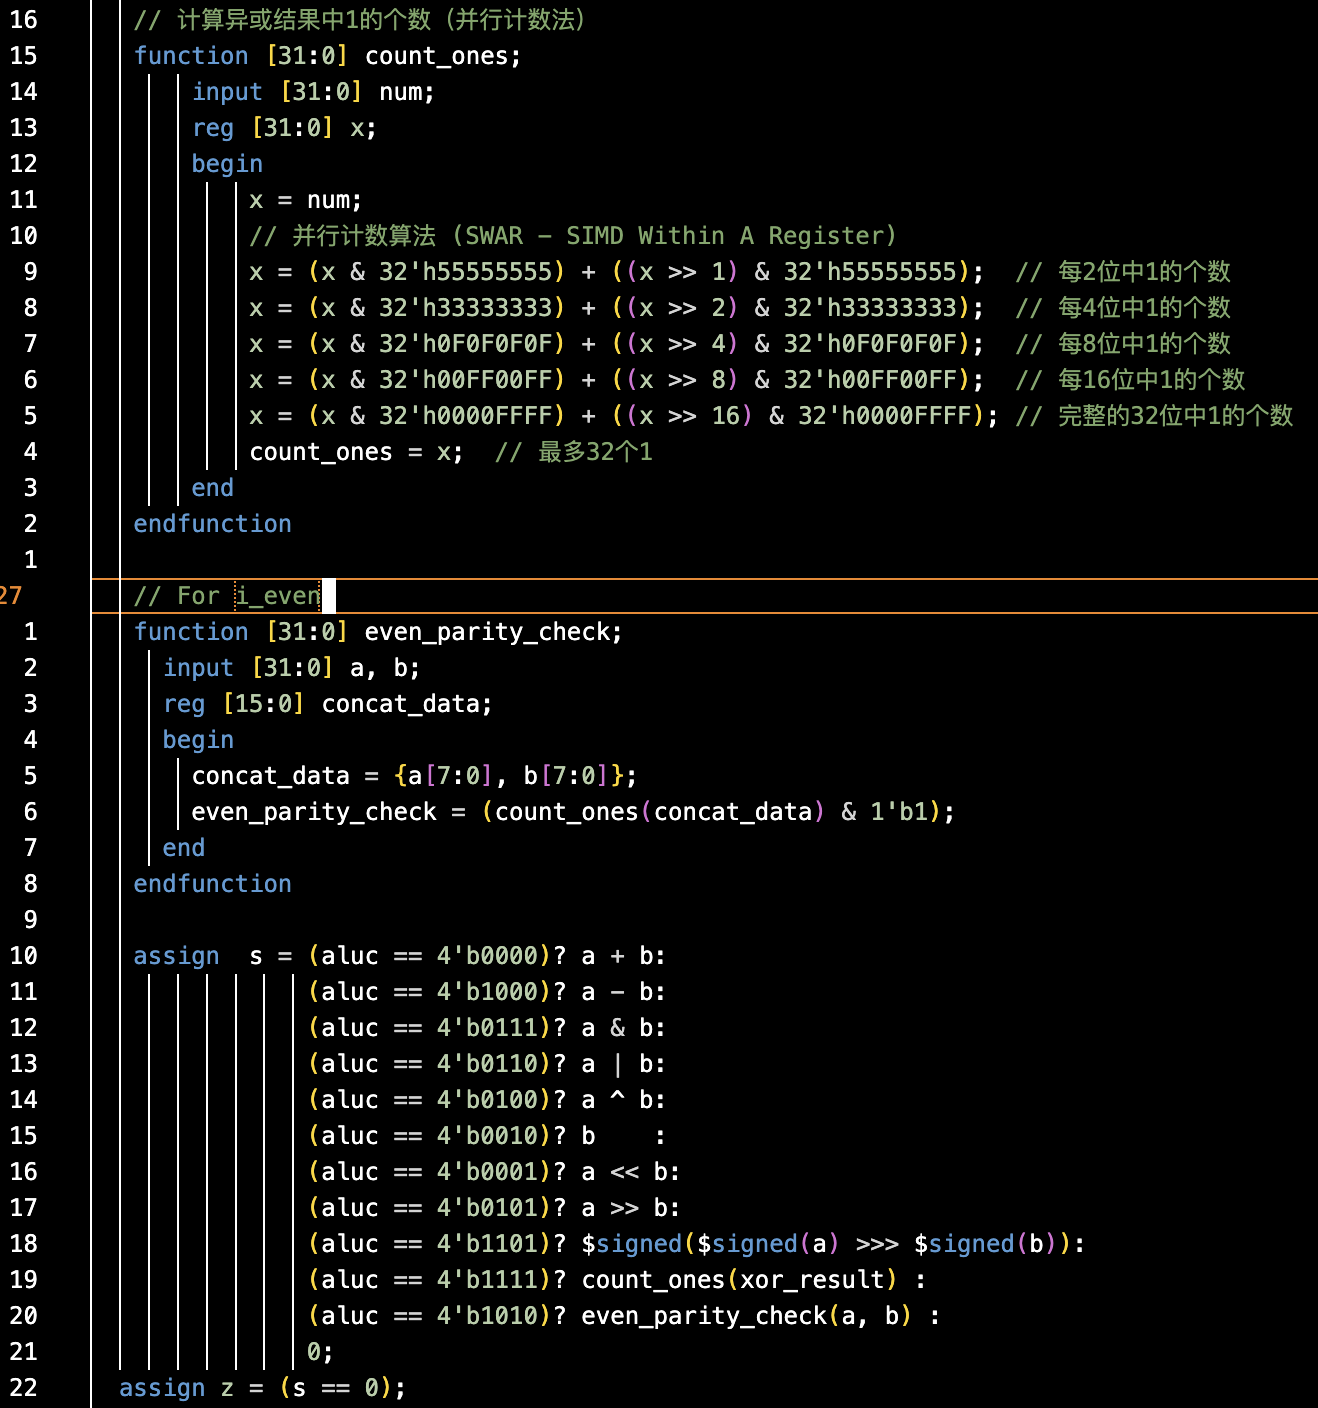 16 // 计算异或结果中1的个数 (并行计数法)
15 function [31:0] count_ones;
14 input [31:0] num;
13 reg [31:0] x;
12 begin
11 x = num;
10 // 并行计数算法 (SWAR – SIMD Within A Register)
9 x = (x & 32'h55555555) + ((x >> 1) & 32'h55555555); // 每2位中1的个数
8 x = (x & 32'h33333333) + ((x >> 2) & 32'h33333333); // 每4位中1的个数
7 x = (x & 32'h0F0F0F0F) + ((x >> 4) & 32'h0F0F0F0F); // 每8位中1的个数
6 x = (x & 32'h00FF00FF) + ((x >> 8) & 32'h00FF00FF); // 每16位中1的个数
5 x = (x & 32'h0000FFFF) + ((x >> 16) & 32'h0000FFFF); // 完整的32位中1的个数
4 count_ones = x; // 最多32个1
3 end
2 endfunction
1
27 // For i_even
1 function [31:0] even_parity_check;
2 input [31:0] a, b;
3 reg [15:0] concat_data;
4 begin
5 concat_data = {a[7:0], b[7:0]};
6 even_parity_check = (count_ones(concat_data) & 1'b1);
7 end
8 endfunction
9
10 assign  s = (aluc == 4'b0000)? a + b:
11 (aluc == 4'b1000)? a - b:
12 (aluc == 4'b0111)? a & b:
13 (aluc == 4'b0110)? a | b:
14 (aluc == 4'b0100)? a ^ b:
15 (aluc == 4'b0010)? b    :
16 (aluc == 4'b0001)? a << b:
17 (aluc == 4'b0101)? a >> b:
18 (aluc == 4'b1101)? $signed($signed(a) >>> $signed(b)):
19 (aluc == 4'b1111)? count_ones(xor_result) :
20 (aluc == 4'b1010)? even_parity_check(a, b) :
21 0;
22 assign z = (s == 0);